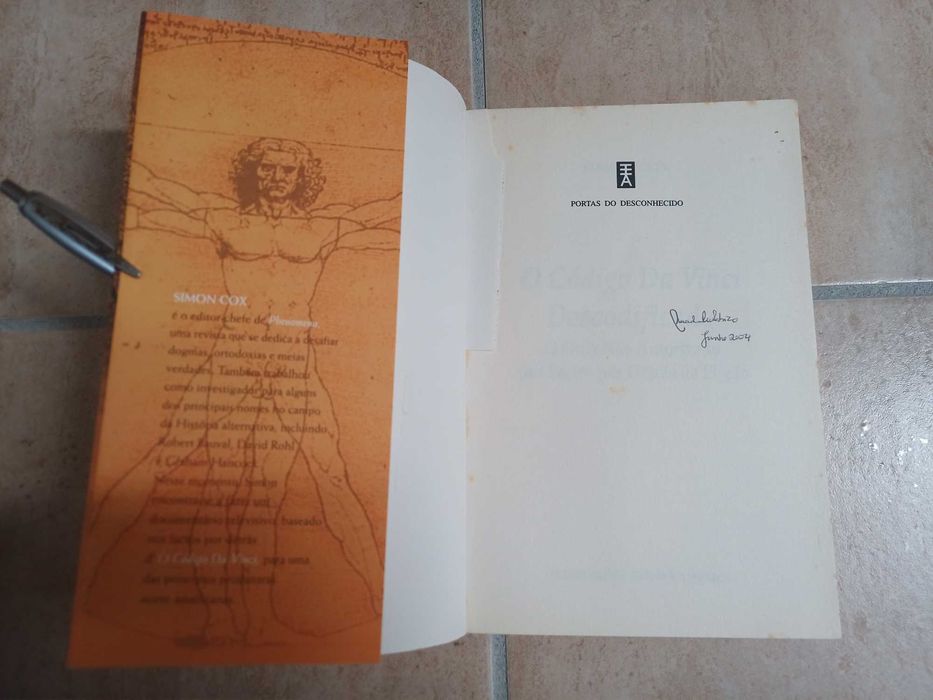 SIMON COX
é o editor-chefe de Phenomena,
uma revista que se dedica a desafiar
dogmas, ortodoxias e meias
verdades. Também trabalhou
como investigador para alguns
dos principais nomes no campo
da História alternativa, incluindo
Robert Bauval, David Rohl
e Graham Hancock.
Neste momento, Simon
encontra-se a fazer um
documentário televisivo, baseado
nos factos por detrás
d' O Código Da Vinci, para uma
das principais produtoras
norte-americanas.
TEA
PORTAS DO DESCONHECIDO
O Código Da Vinci
Junho 2004